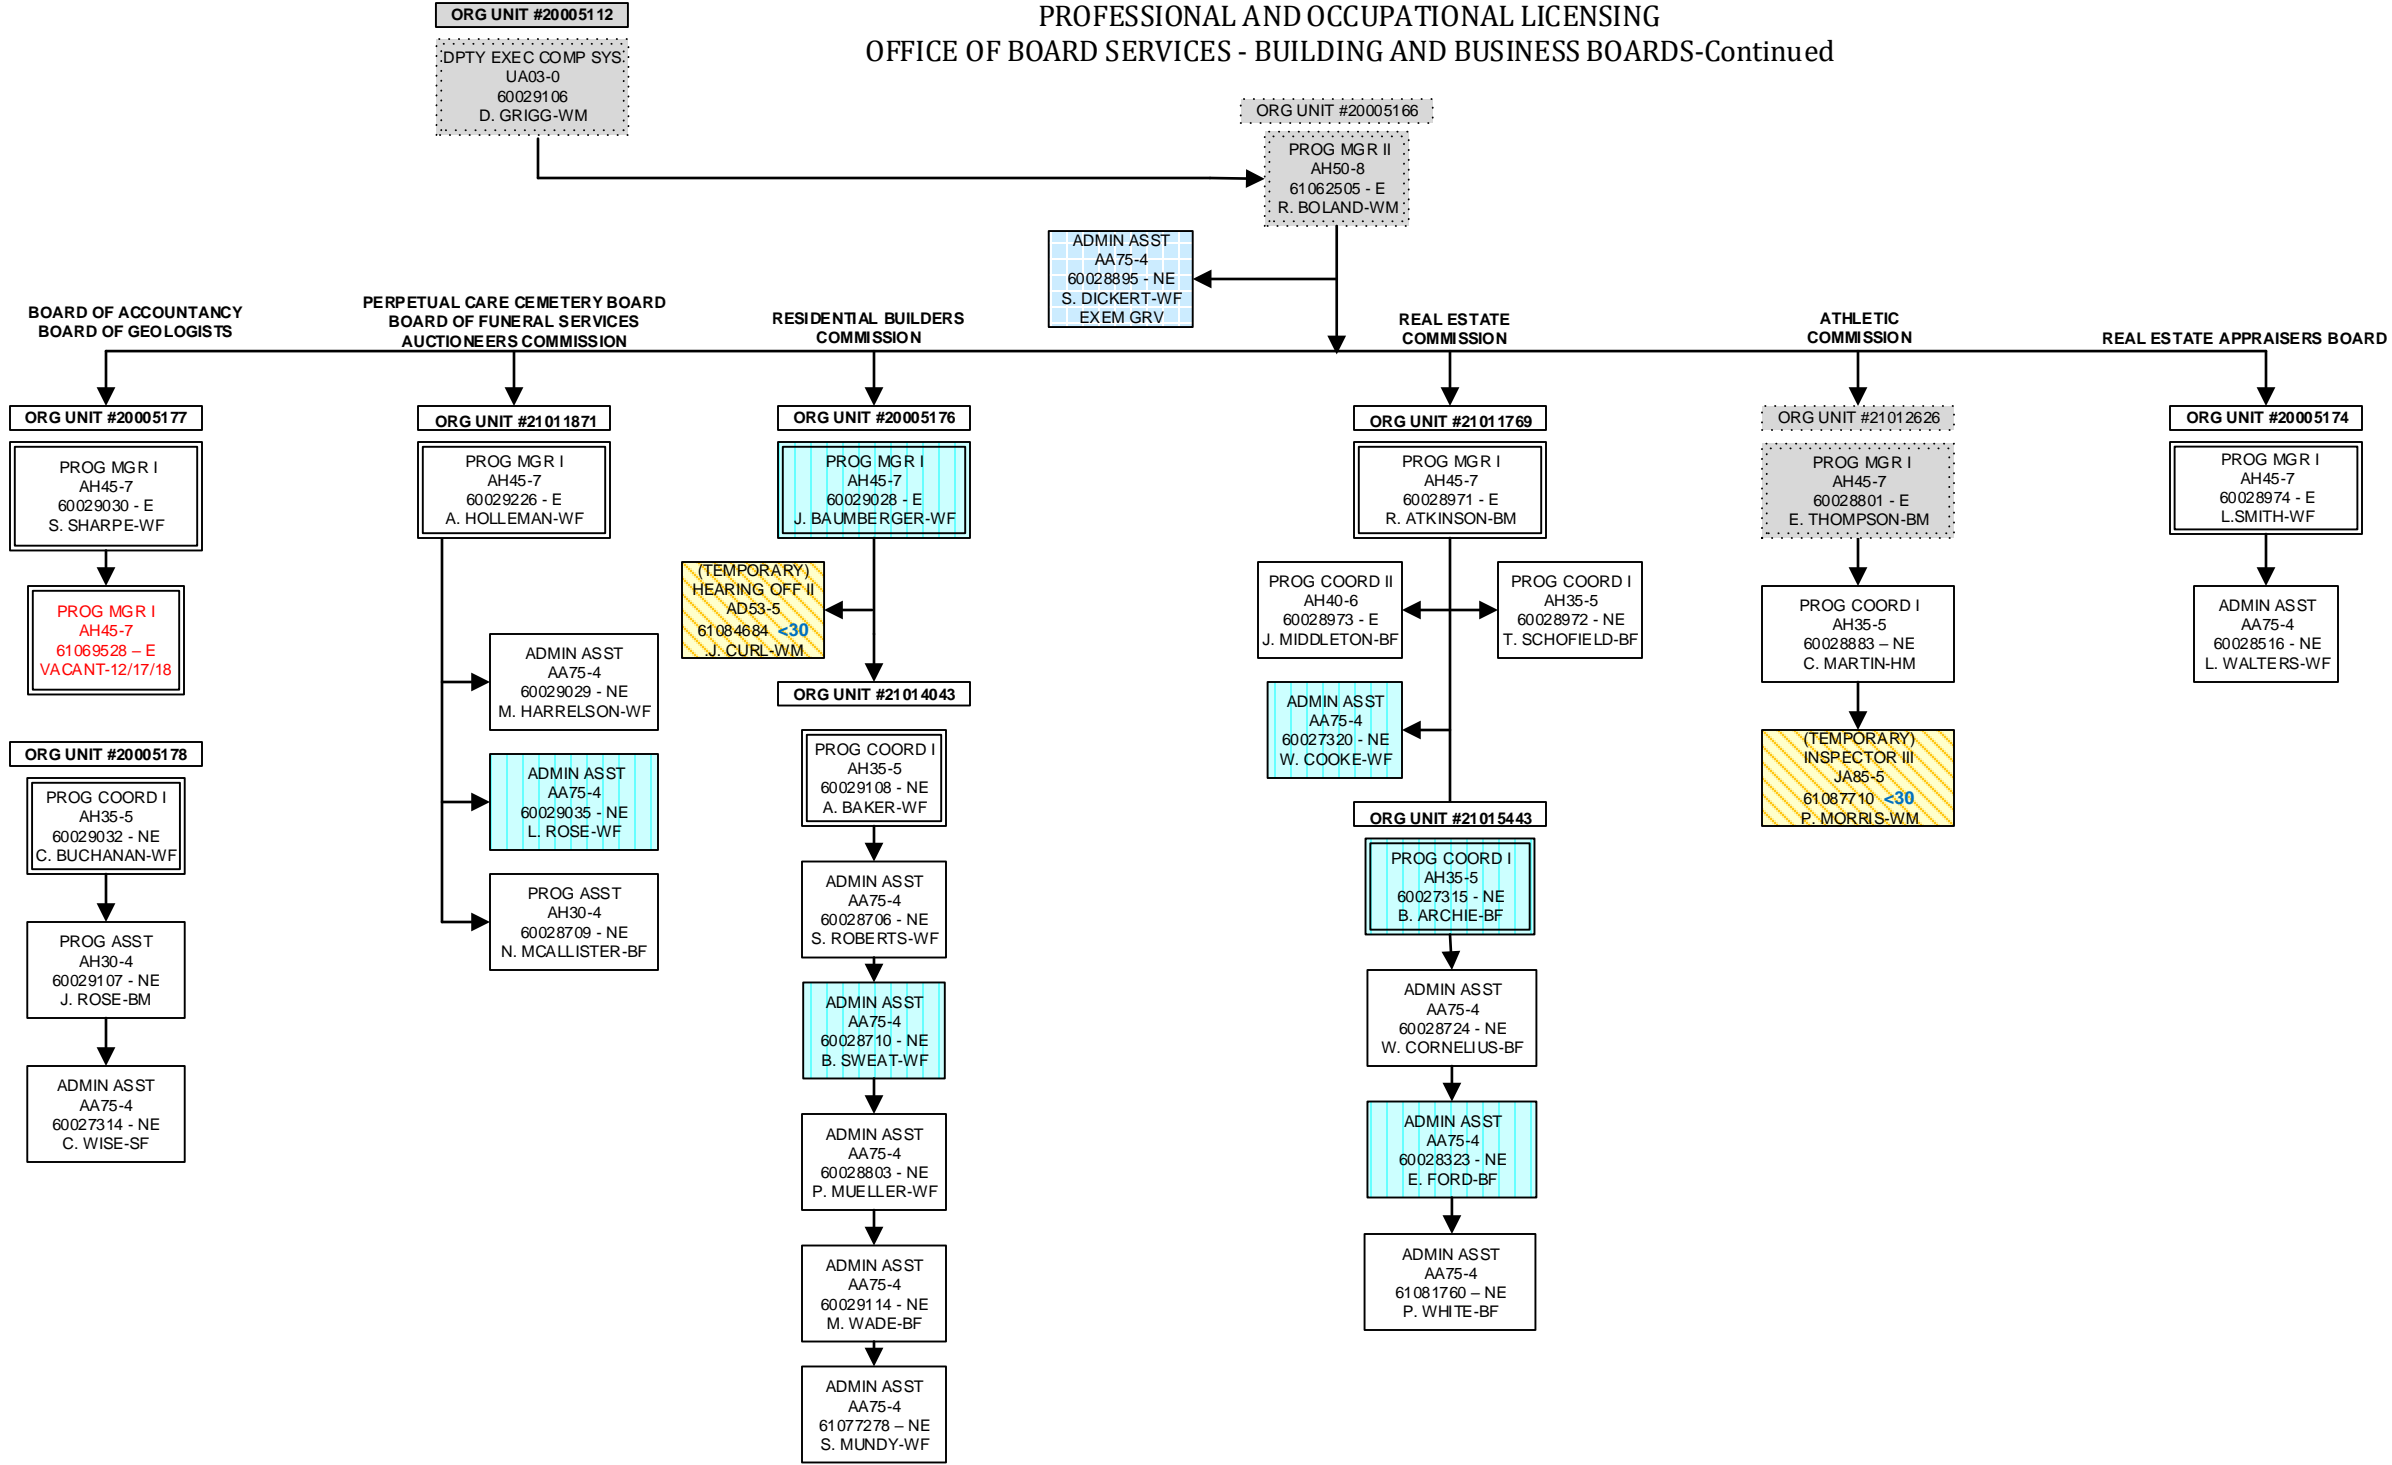 ORG UNIT #20005112
PROFESSIONAL AND OCCUPATIONAL LICENSING
OFFICE OF BOARD SERVICES - BUILDING AND BUSINESS BOARDS-Continued
DPTY EXEC COMP SYS
UA03-0
60029106
D. GRIGG-WM
ORG UNIT #20005166
PROG MGR II
AH50-8
61062505 - E
R. BOLAND-WM
ADMIN ASST
AA75-4
60028895 - NE
S. DICKERT-WF
EXEM GRV
BOARD OF ACCOUNTANCY
BOARD OF GEOLOGISTS
ORG UNIT #20005177
PROG MGR I
AH45-7
60029030 - E
S. SHARPE-WF
PROG MGR I
AH45-7
61069528 – E
VACANT-12/17/18
ORG UNIT #20005178
PROG COORD I
AH35-5
60029032 - NE
C. BUCHANAN-WF
PROG ASST
AH30-4
60029107 - NE
J. ROSE-BM
ADMIN ASST
AA75-4
60027314 - NE
C. WISE-SF
PERPETUAL CARE CEMETERY BOARD
BOARD OF FUNERAL SERVICES
AUCTIONEERS COMMISSION
ORG UNIT #21011871
PROG MGR I
AH45-7
60029226 - E
A. HOLLEMAN-WF
ADMIN ASST
AA75-4
60029029 - NE
M. HARRELSON-WF
ADMIN ASST
AA75-4
60029035 - NE
L. ROSE-WF
PROG ASST
AH30-4
60028709 - NE
N. MCALLISTER-BF
RESIDENTIAL BUILDERS
COMMISSION
ORG UNIT #20005176
PROG MGR I
AH45-7
60029028 - E
J. BAUMBERGER-WF
(TEMPORARY)
HEARING OFF II
AD53-5
61084684 <30
.J. CURL-WM
ORG UNIT #21014043
PROG COORD I
AH35-5
60029108 - NE
A. BAKER-WF
ADMIN ASST
AA75-4
60028706 - NE
S. ROBERTS-WF
ADMIN ASST
AA75-4
60028710 - NE
B. SWEAT-WF
ADMIN ASST
AA75-4
60028803 - NE
P. MUELLER-WF
ADMIN ASST
AA75-4
60029114 - NE
M. WADE-BF
ADMIN ASST
AA75-4
61077278 – NE
S. MUNDY-WF
REAL ESTATE
COMMISSION
ORG UNIT #21011769
PROG MGR I
AH45-7
60028971 - E
R. ATKINSON-BM
PROG COORD II
AH40-6
60028973 - E
J. MIDDLETON-BF
PROG COORD I
AH35-5
60028972 - NE
T. SCHOFIELD-BF
ADMIN ASST
AA75-4
60027320 - NE
W. COOKE-WF
ORG UNIT #21015443
PROG COORD I
AH35-5
60027315 - NE
B. ARCHIE-BF
ADMIN ASST
AA75-4
60028724 - NE
W. CORNELIUS-BF
ADMIN ASST
AA75-4
60028323 - NE
E. FORD-BF
ADMIN ASST
AA75-4
61081760 – NE
P. WHITE-BF
ATHLETIC
COMMISSION
ORG UNIT #21012626
PROG MGR I
AH45-7
60028801 - E
E. THOMPSON-BM
PROG COORD I
AH35-5
60028883 – NE
C. MARTIN-HM
(TEMPORARY)
INSPECTOR III
JA85-5
61087710 <30
P. MORRIS-WM
REAL ESTATE APPRAISERS BOARD
ORG UNIT #20005174
PROG MGR I
AH45-7
60028974 - E
L.SMITH-WF
ADMIN ASST
AA75-4
60028516 - NE
L. WALTERS-WF